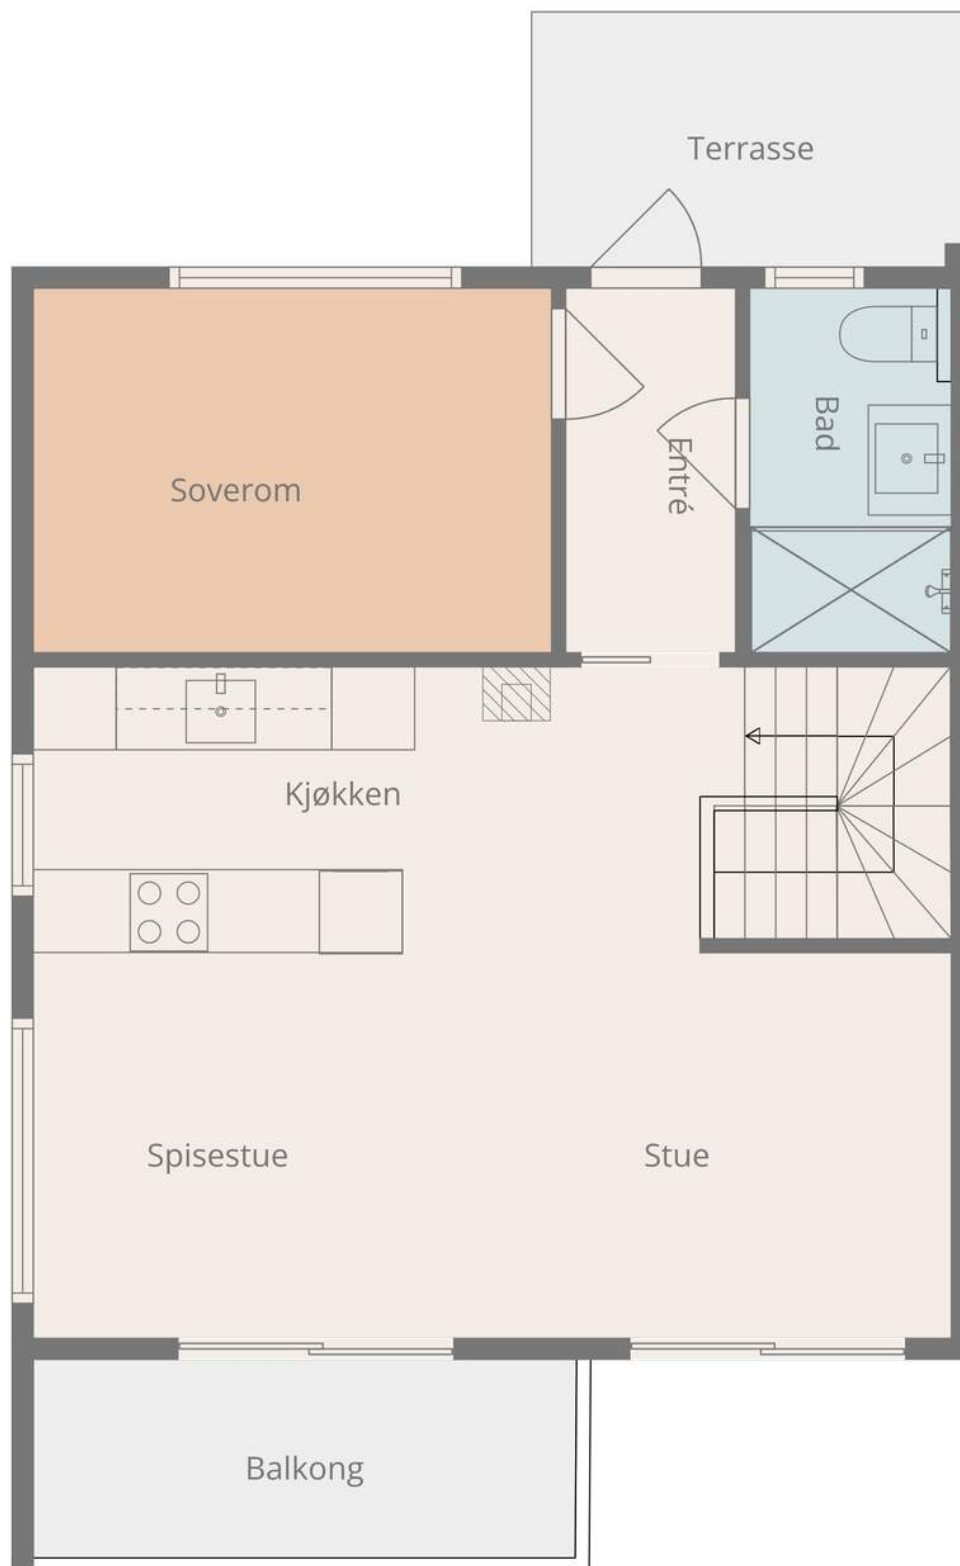 Terrasse
Bad
Entré
Soverom
Kjøkken
Spisestue
Stue
Balkong